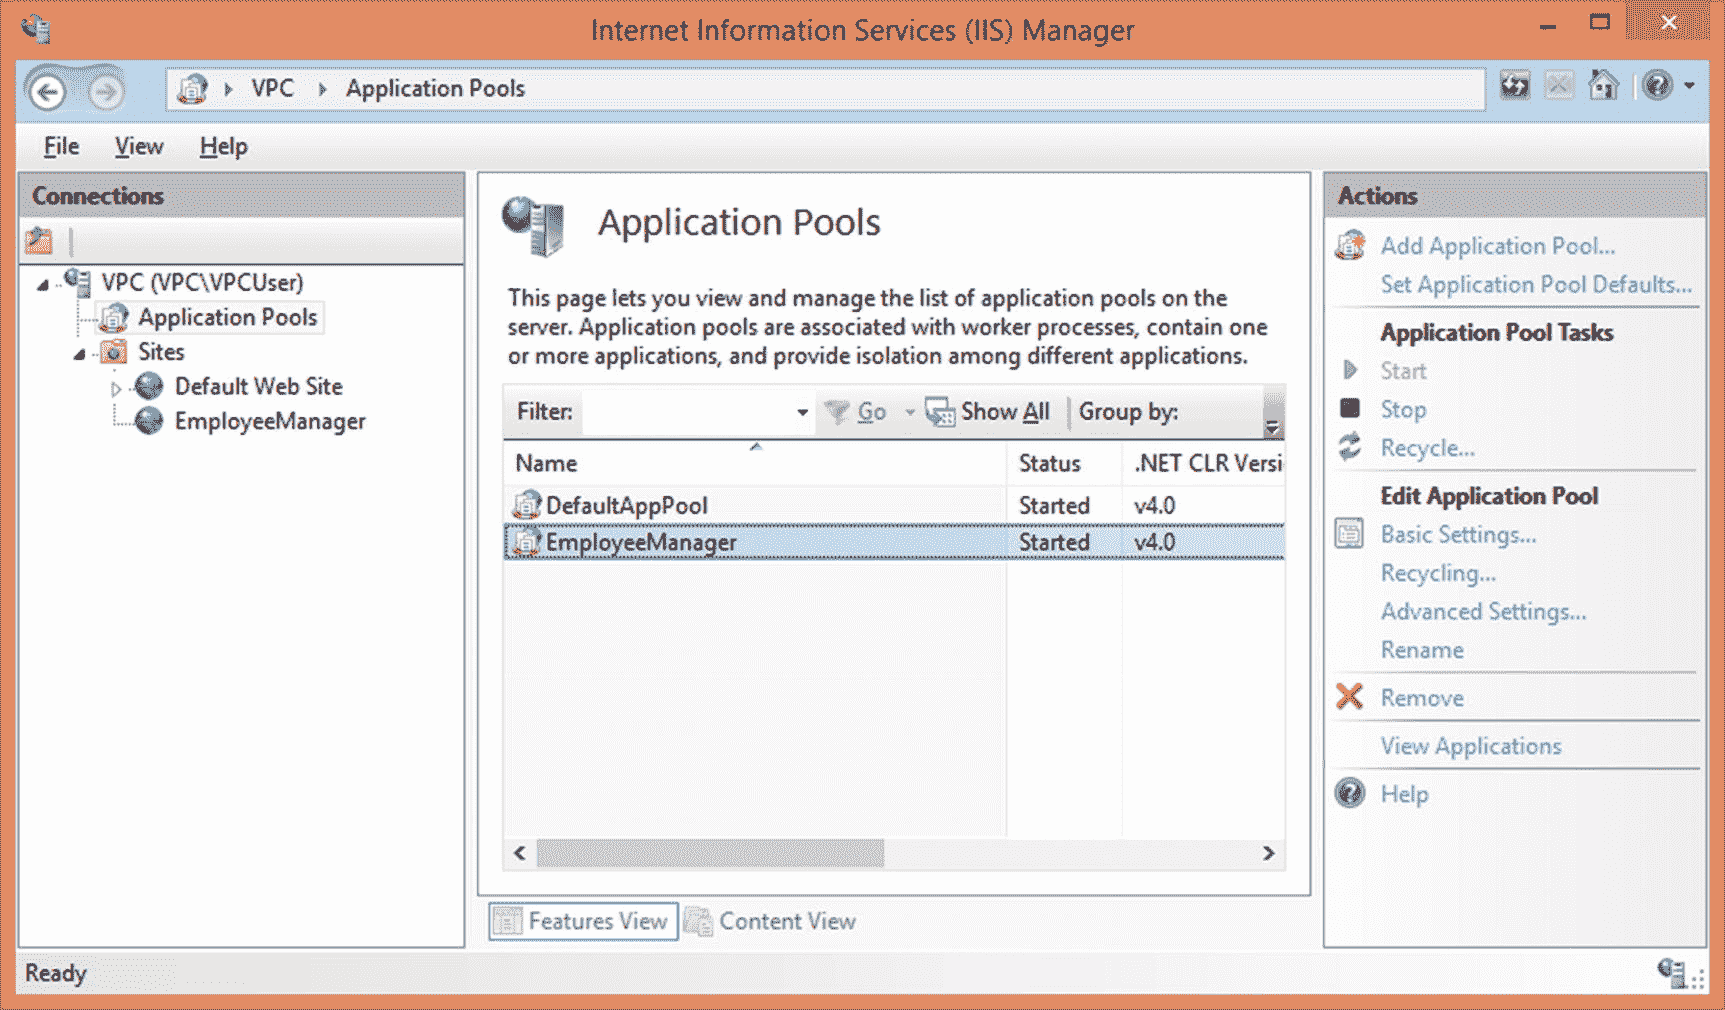 Internet Information Services (IIS) Manager
VPC
Application Pools
File
View
Help
Connections
VPC (VPC\VPCUser)
Application Pools
Sites
Default Web Site
EmployeeManager
Application Pools
This page lets you view and manage the list of application pools on the
server. Application pools are associated with worker processes, contain one
or more applications, and provide isolation among different applications.
Filter:
Go
Show All
Group by:
Name
Status
.NET CLR Versi
DefaultAppPool
Started
v4.0
EmployeeManager
Started
v4.0
Features View
Content View
Actions
Add Application Pool...
Set Application Pool Defaults...
Application Pool Tasks
Start
Stop
Recycle...
Edit Application Pool
Basic Settings...
Recycling...
Advanced Settings...
Rename
Remove
View Applications
Help
Ready